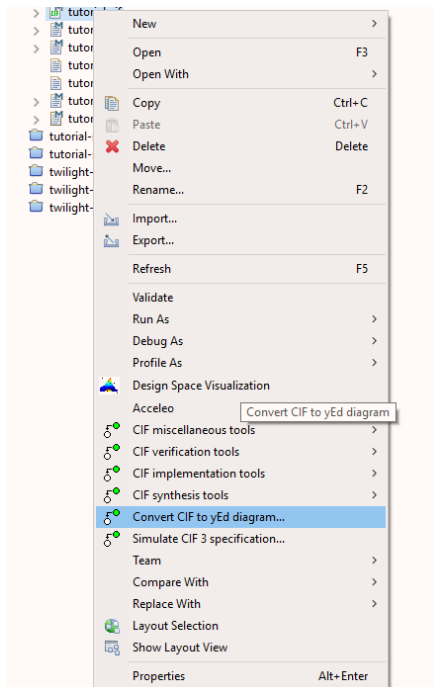 tutorial
New
tutor
Open F3
tutor
Open With
tutor
tutor
Copy Ctrl+C
tutor
Paste Ctrl+V
tutor
Delete Delete
tutorial-
Move...
tutorial-
twilight-
Rename... F2
twilight-
twilight-
Import...
Export...
Refresh F5
Validate
Run As
Debug As
Profile As
Design Space Visualization
Acceleo
Convert CIF to yEd diagram
CIF miscellaneous tools
CIF verification tools
CIF implementation tools
CIF synthesis tools
Convert CIF to yEd diagram...
Simulate CIF 3 specification...
Team
Compare With
Replace With
Layout Selection
Show Layout View
Properties Alt+Enter